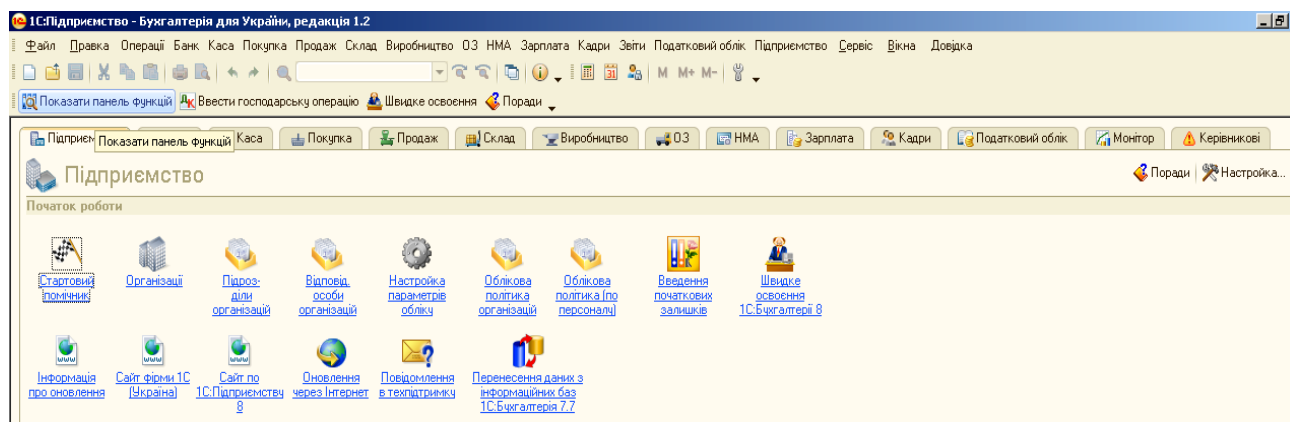 1С:Підприємство - Бухгалтерія для України, редакція 1.2
Файл Правка Операції Банк Каса Покупка Продаж Склад Виробництво ОЗ НМА Зарплата Кадри Звіти Податковий облік Підприємство Сервіс Вікна Довідка
M M+ M-
Показати панель функцій Ввести господарську операцію Швидке освоєння Поради
Каса Покупка Продаж Склад Виробництво ОЗ НМА Зарплата Кадри Податковий облік Монітор Керівникові
Показати панель функцій
Підприємство Поради Настройка...
Початок роботи
Стартовий помічник
Організації
Підроз-
діли
організацій
Відповід.
особи
організацій
Настройка
параметрів
обліку
Облікова
політика
організацій
Облікова
політика (по
персоналу)
Введення
початкових
залишків
Швидке
освоєння
1С:Бухгалтерії 8
Інформація
про оновлення
Сайт фірми 1С
(Україна)
Сайт по
1С:Підприємству
8
Оновлення
через Інтернет
Повідомлення
в техпідтримку
Перенесення даних з
інформаційних баз
1С:Бухгалтерія 7.7